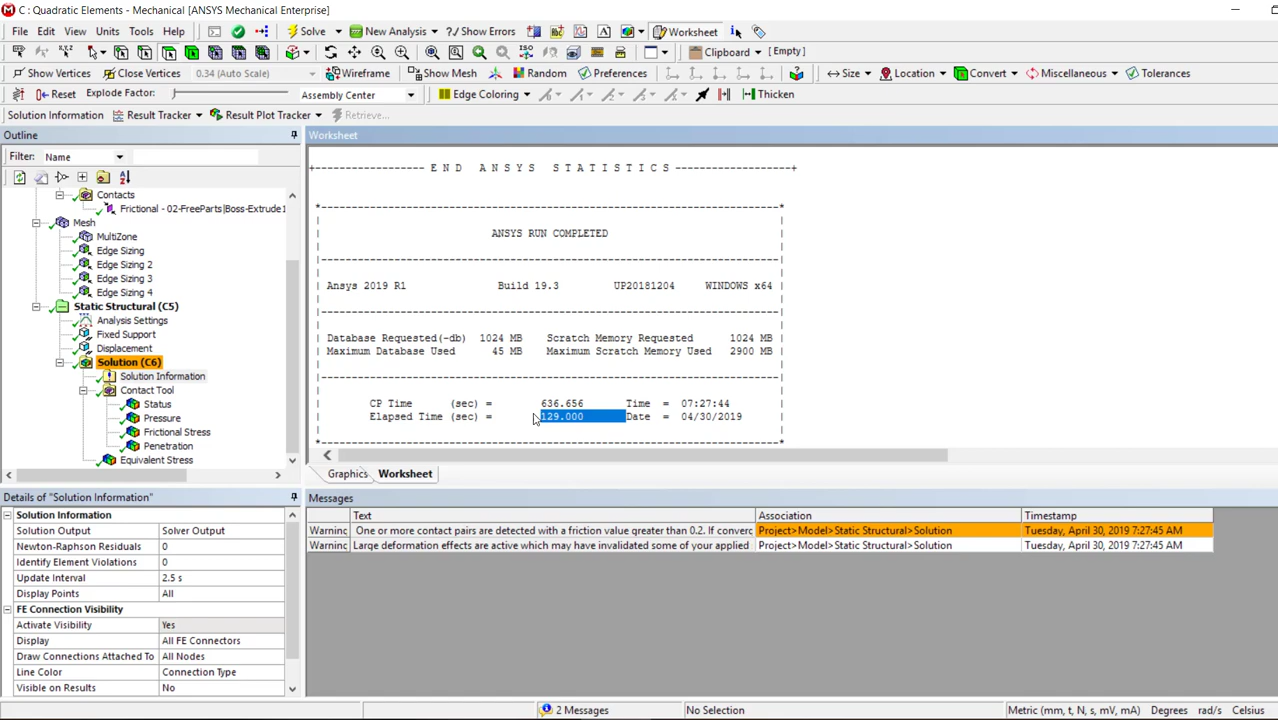 C : Quadratic Elements - Mechanical [ANSYS Mechanical Enterprise]
File Edit View Units Tools Help Solve New Analysis ?/ Show Errors Worksheet
Clipboard [Empty]
Show Vertices Close Vertices 0.34 (Auto Scale) Wireframe Show Mesh Random Preferences Size Location Convert Miscellaneous Tolerances
Reset Explode Factor: Assembly Center Edge Coloring Thicken
Solution Information Result Tracker Result Plot Tracker Retrieve...
Outline
Filter: Name
Contacts
Frictional - 02-FreeParts|Boss-Extrude1
Mesh
MultiZone
Edge Sizing
Edge Sizing 2
Edge Sizing 3
Edge Sizing 4
Static Structural (C5)
Analysis Settings
Fixed Support
Displacement
Solution (C6)
Solution Information
Contact Tool
Status
Pressure
Frictional Stress
Penetration
Equivalent Stress
Worksheet
+----------------- E N D   A N S Y S   S T A T I S T I C S -------------------+
ANSYS RUN COMPLETED
Ansys 2019 R1 Build 19.3 UP20181204 WINDOWS x64
Database Requested(-db) 1024 MB Scratch Memory Requested 1024 MB
Maximum Database Used 45 MB Maximum Scratch Memory Used 2900 MB
CP Time (sec) = 636.656 Time = 07:27:44
Elapsed Time (sec) = 129.000 Date = 04/30/2019
Graphics Worksheet
Details of "Solution Information"
Solution Information
Solution Output Solver Output
Newton-Raphson Residuals 0
Identify Element Violations 0
Update Interval 2.5 s
Display Points All
FE Connection Visibility
Activate Visibility Yes
Display All FE Connectors
Draw Connections Attached To All Nodes
Line Color Connection Type
Visible on Results No
Messages
Text Association Timestamp
Warning One or more contact pairs are detected with a friction value greater than 0.2. If converg Project>Model>Static Structural>Solution Tuesday, April 30, 2019 7:27:45 AM
Warning Large deformation effects are active which may have invalidated some of your applied Project>Model>Static Structural>Solution Tuesday, April 30, 2019 7:27:45 AM
2 Messages No Selection Metric (mm, t, N, s, mV, mA) Degrees rad/s Celsius